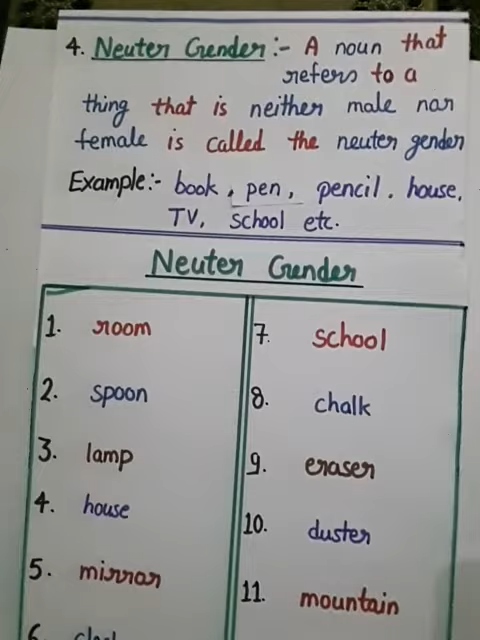 4. Neuter Gender :- A noun that
refers to a
thing that is neither male nar
female is called the neuter gender
Example:- book, pen, pencil. house,
TV, school etc.
Neuter Gender
1. room
2. spoon
3. lamp
4. house
5. mirror
6.
7. school
8. chalk
9. eraser
10. duster
11. mountain